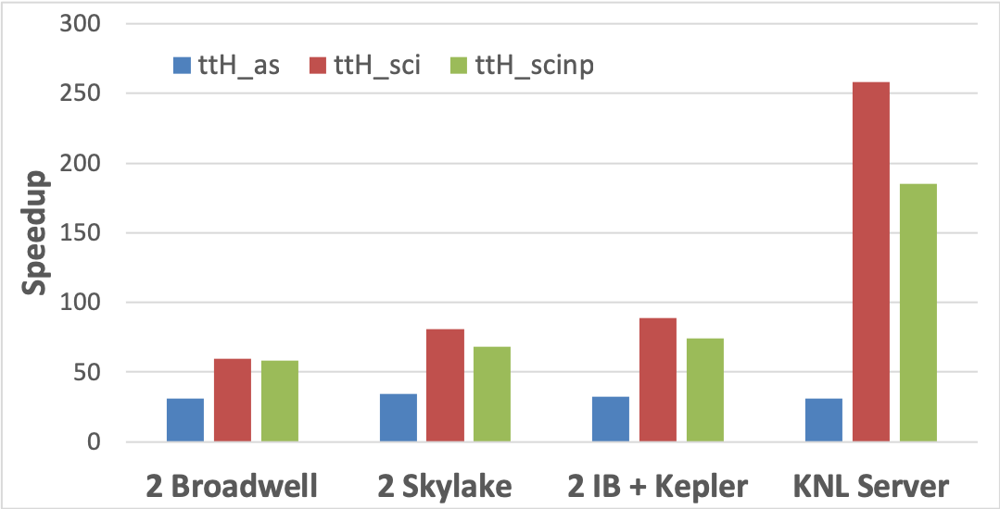 300
250
200
150
100
50
0
Speedup
ttH_as ttH_sci ttH_scinp
2 Broadwell 2 Skylake 2 IB + Kepler KNL Server